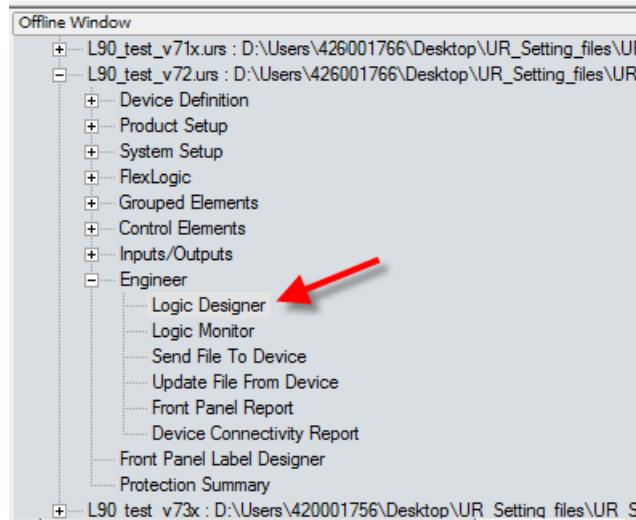 Offline Window
L90_test_v71x.urs : D:\Users\426001766\Desktop\UR_Setting_files\U
L90_test_v72.urs : D:\Users\426001766\Desktop\UR_Setting_files\UR
Device Definition
Product Setup
System Setup
FlexLogic
Grouped Elements
Control Elements
Inputs/Outputs
Engineer
Logic Designer
Logic Monitor
Send File To Device
Update File From Device
Front Panel Report
Device Connectivity Report
Front Panel Label Designer
Protection Summary
L90_test_v73x : D:\Users\420001756\Desktop\UR_Setting_files\UR_S